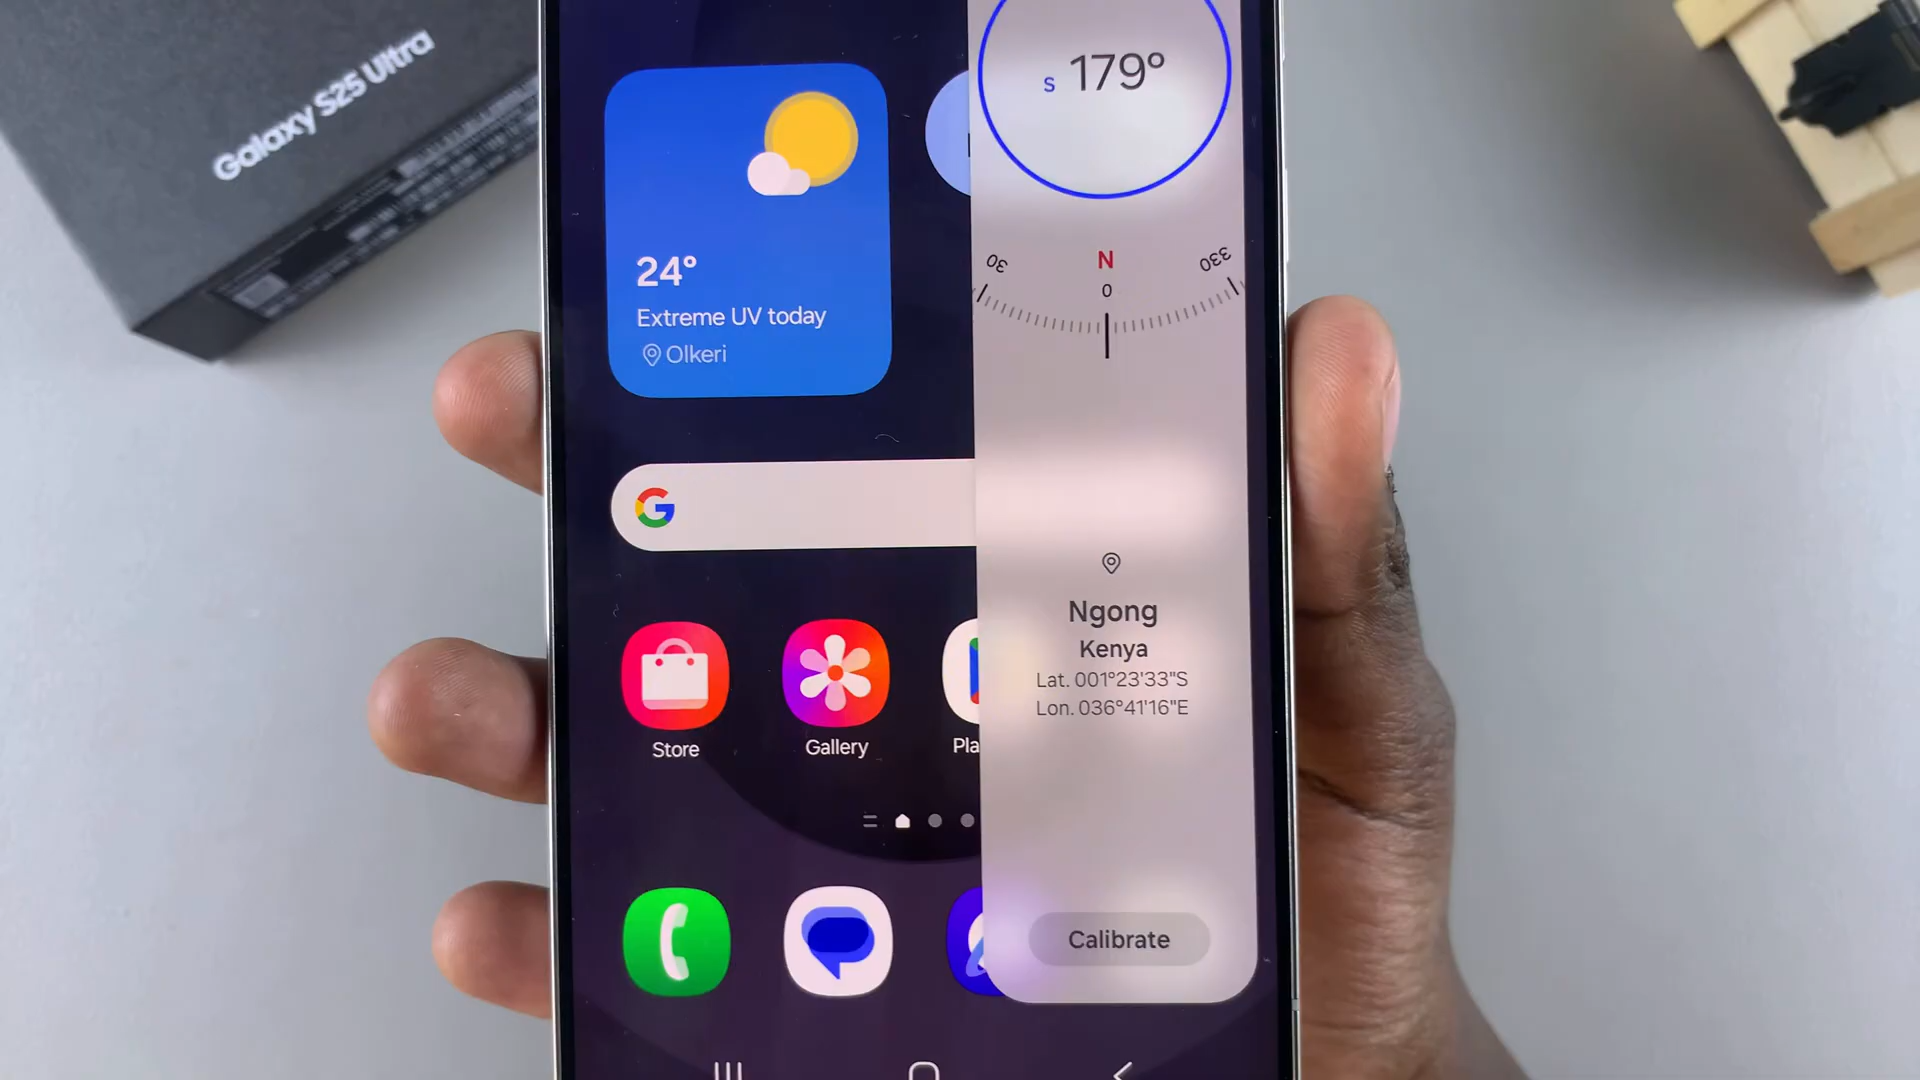 Galaxy S25 Ultra
S 179°
24°
Extreme UV today
Olkeri
30
N
330
0
G
Ngong
Kenya
Lat. 001°23'33"S
Lon. 036°41'16"E
Store
Gallery
Pla
Calibrate